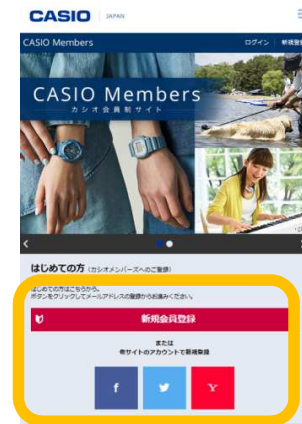 CASIO JAPAN
CASIO Members ログイン 新規登録
CASIO Members
カシオ会員制サイト
はじめての方 (カシオメンバーズへのご登録)
はじめての方はこちらから。
ボタンをクリックしてメールアドレスの登録からお進みください。
新規会員登録
または
他サイトのアカウントで新規登録
f Y